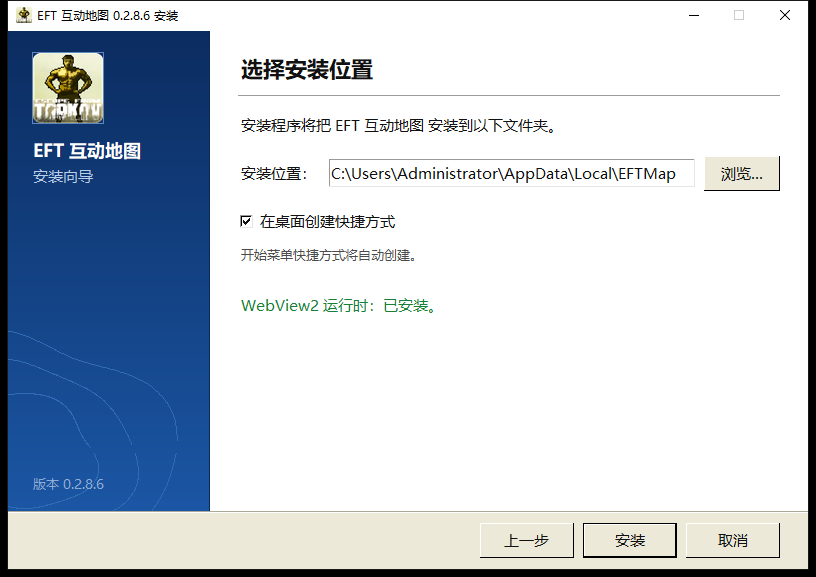 EFT 互动地图 0.2.8.6 安装
EFT 互动地图
安装向导
版本 0.2.8.6
选择安装位置
安装程序将把 EFT 互动地图 安装到以下文件夹。
安装位置： C:\Users\Administrator\AppData\Local\EFTMap 浏览...
在桌面创建快捷方式
开始菜单快捷方式将自动创建。
WebView2 运行时：已安装。
上一步 安装 取消